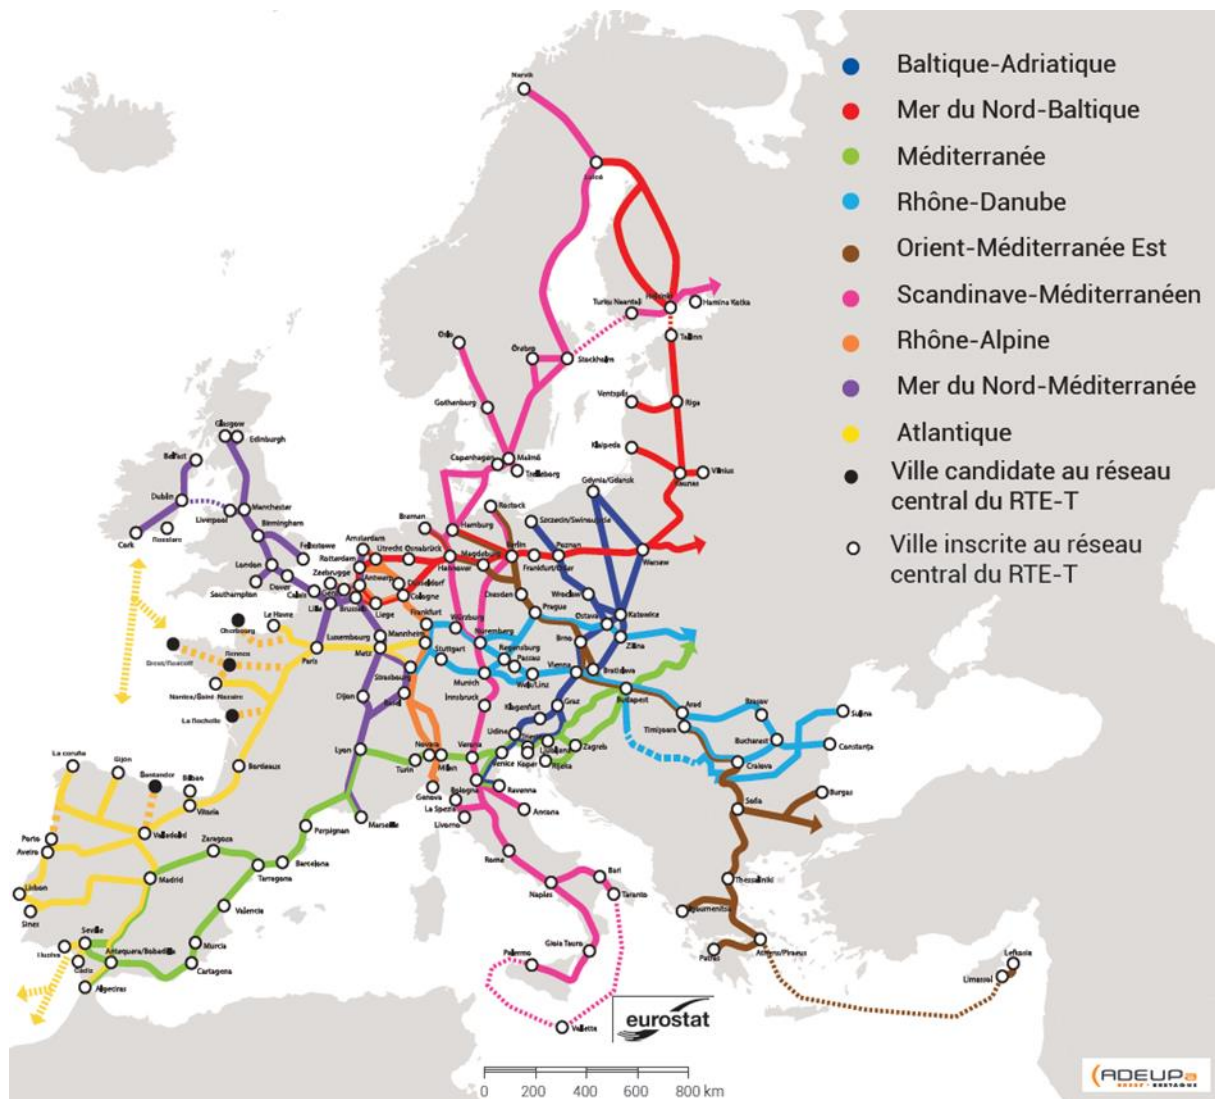 Baltique-Adriatique
Mer du Nord-Baltique
Méditerranée
Rhône-Danube
Orient-Méditerranée Est
Scandinave-Méditerranéen
Rhône-Alpine
Mer du Nord-Méditerranée
Atlantique
Ville candidate au réseau
central du RTE-T
Ville inscrite au réseau
central du RTE-T
Narvik
Turku Naantali
Helsinki
Hamina Kotka
Tallinn
Oslo
Örebro
Stockholm
Gothenburg
Ventspils
Riga
Klaipeda
Vilnius
Kaunas
Glasgow
Edinburgh
Belfast
Copenhagen
Malmö
Trelleborg
Gdynia/Gdansk
Dublin
Liverpool
Manchester
Birmingham
Cork
Rostock
Szczecin/Swinoujscie
Hamburg
Felixstowe
Amsterdam
Rotterdam
Utrecht
Osnabrück
Hannover
Magdeburg
Berlin
Frankfurt/Oder
Poznan
Warsaw
London
Southampton
Dover
Calais
Zeebrugge
Antwerp
Düsseldorf
Cologne
Lille
Liege
Dresden
Wroclaw
Katowice
Ostava
Prague
Le Havre
Cherbourg
Rennes
Paris
Luxembourg
Metz
Mannheim
Frankfurt
Würzburg
Nuremberg
Regensburg
Passau
Stuttgart
Strasbourg
Munich
Wels/Linz
Vienna
Brno
Zilina
Bratislava
Budapest
Nantes/Saint-Nazaire
La Rochelle
Dijon
Basel
Innsbruck
Klagenfurt
Graz
Udine
Arad
Timişoara
Brasov
Sulina
Bucharest
Constanţa
Craiova
La coruña
Gijon
Santander
Bilbao
Vitoria
Bordeaux
Lyon
Turin
Novara
Milan
Verona
Venice
Koper
Ljubljana
Zagreb
Rijeka
Genova
Bologna
Ravenna
La Spezia
Livorno
Ancona
Marseille
Perpignan
Porto
Aveiro
Valladolid
Zaragoza
Barcelona
Tarragona
Madrid
Lisbon
Sines
Valencia
Rome
Naples
Bari
Taranto
Sofia
Burgas
Thessaloniki
Igoumenitsa
Patras
Athens/Piraeus
Seville
Huelva
Cadiz
Antequera/Bobadilla
Murcia
Cartagena
Algeciras
Palermo
Gioia Tauro
Valletta
Lefkosia
Limassol
eurostat
0 200 400 600 800 km
ADEUPa
BREST • BRETAGNE